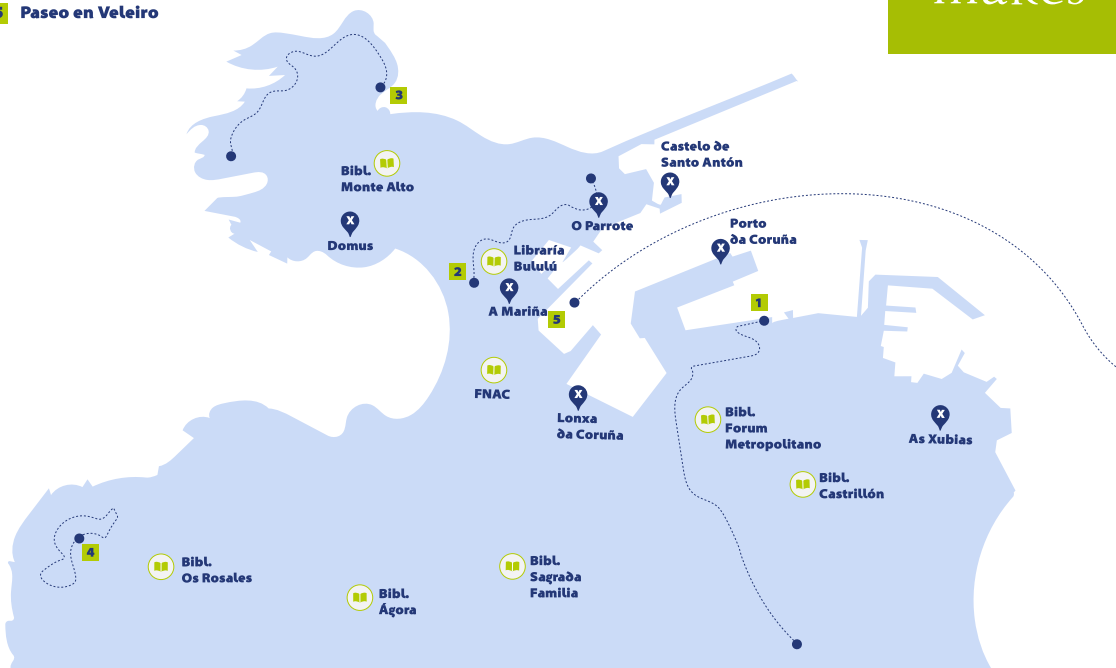 5 Paseo en Veleiro
makes
3
Castelo de
Santo Antón
Bibl.
Monte Alto
O Parrote
Porto
da Coruña
Domus
Libraría
Bululú
2
A Mariña
5
1
FNAC
Lonxa
da Coruña
Bibl.
Forum
Metropolitano
As Xubias
Bibl.
Castrillón
4
Bibl.
Os Rosales
Bibl.
Sagrada
Familia
Bibl.
Ágora
X
X
X
X
X
X
X